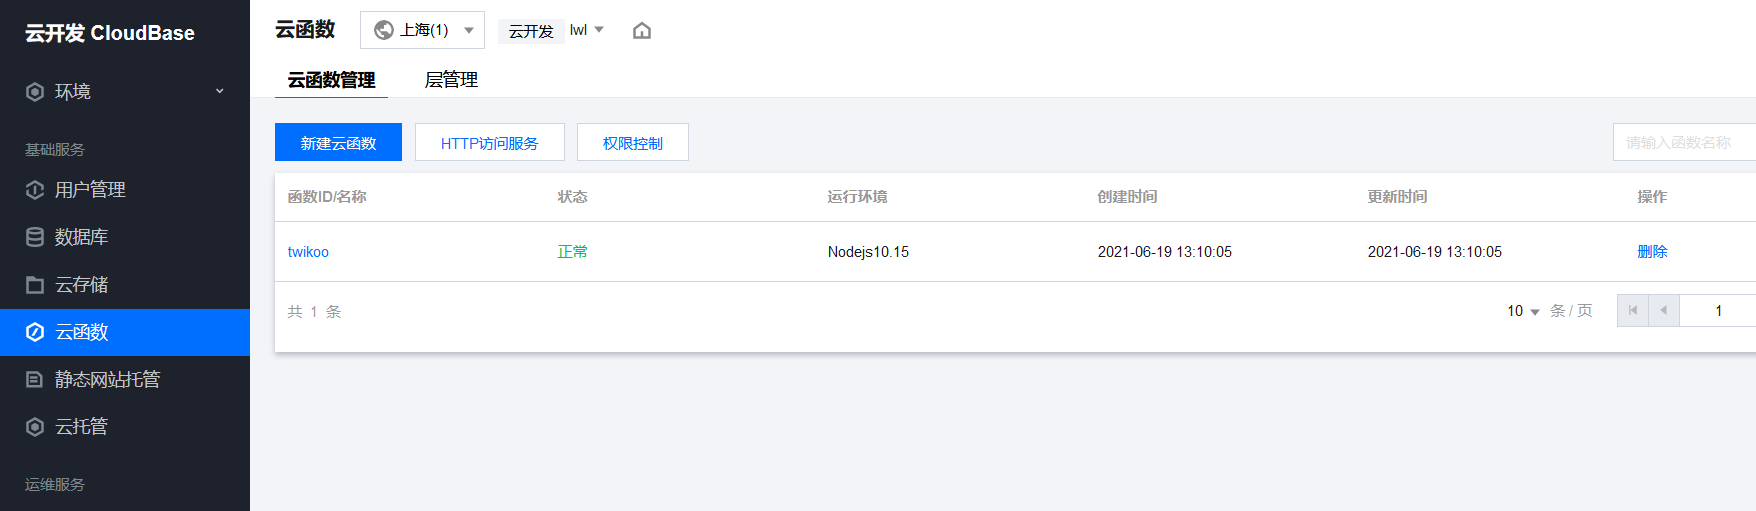 云开发 CloudBase
环境
基础服务
用户管理
数据库
云存储
云函数
静态网站托管
云托管
运维服务
云函数 上海(1) 云开发 lwl
云函数管理 层管理
新建云函数 HTTP访问服务 权限控制 请输入函数名称
函数ID/名称 状态 运行环境 创建时间 更新时间 操作
twikoo 正常 Nodejs10.15 2021-06-19 13:10:05 2021-06-19 13:10:05 删除
共 1 条 10 条 / 页 1